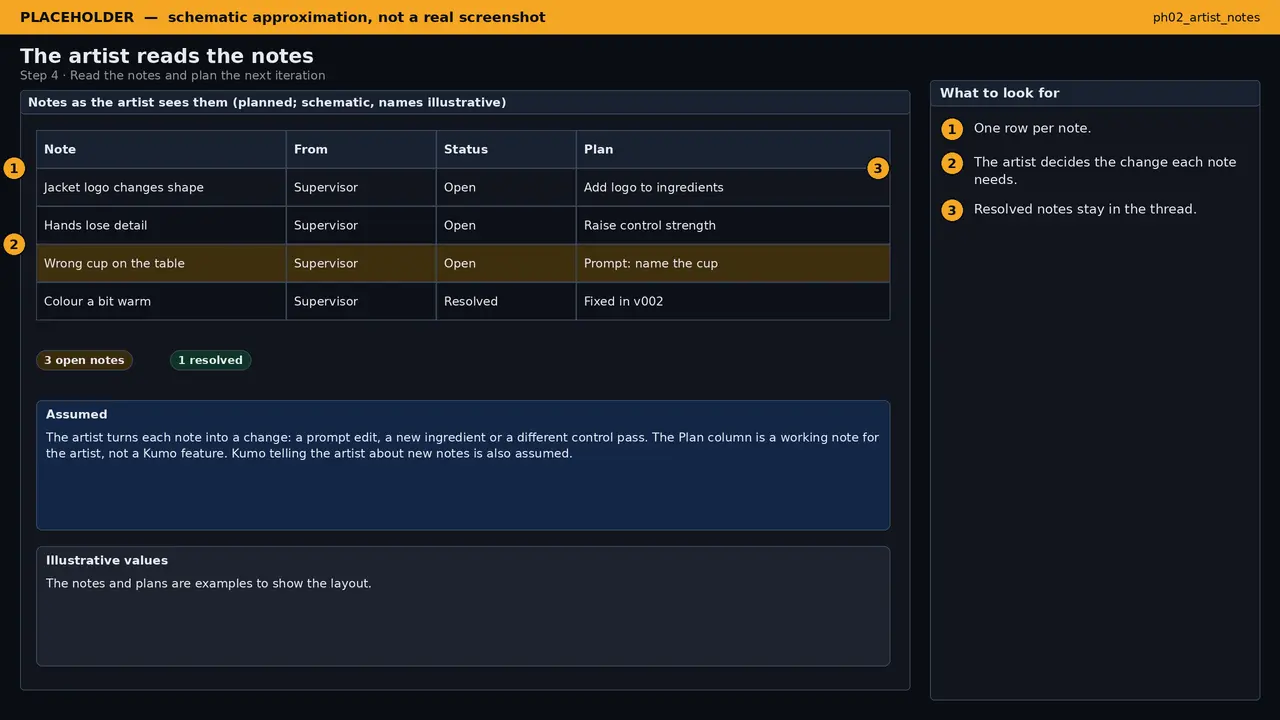 PLACEHOLDER — schematic approximation, not a real screenshot
ph02_artist_notes
The artist reads the notes
Step 4 · Read the notes and plan the next iteration
Notes as the artist sees them (planned; schematic, names illustrative)
Note From Status Plan
1
3
Jacket logo changes shape Supervisor Open Add logo to ingredients
Hands lose detail Supervisor Open Raise control strength
2
Wrong cup on the table Supervisor Open Prompt: name the cup
Colour a bit warm Supervisor Resolved Fixed in v002
3 open notes 1 resolved
Assumed
The artist turns each note into a change: a prompt edit, a new ingredient or a different control pass. The Plan column is a working note for
the artist, not a Kumo feature. Kumo telling the artist about new notes is also assumed.
Illustrative values
The notes and plans are examples to show the layout.
What to look for
1 One row per note.
2 The artist decides the change each note
needs.
3 Resolved notes stay in the thread.